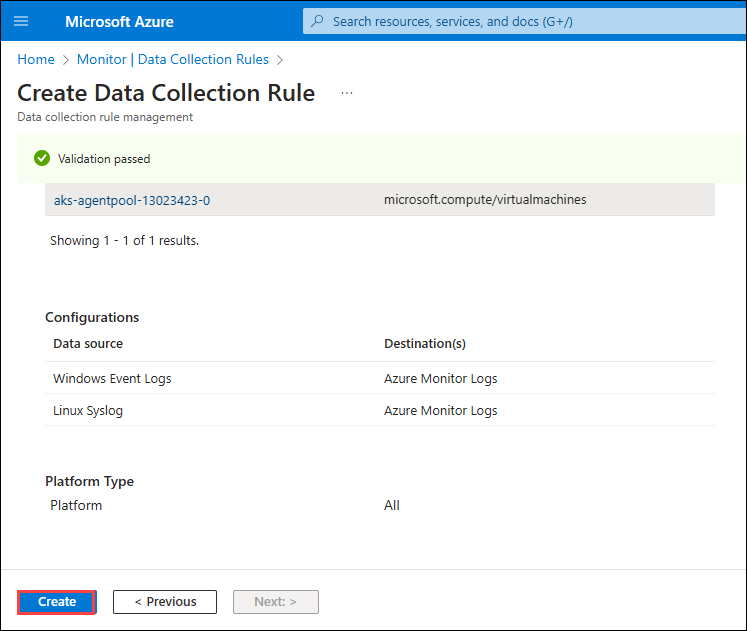 Microsoft Azure
Search resources, services, and docs (G+/)
Home > Monitor | Data Collection Rules >
Create Data Collection Rule ...
Data collection rule management
Validation passed
aks-agentpool-13023423-0 microsoft.compute/virtualmachines
Showing 1 - 1 of 1 results.
Configurations
Data source Destination(s)
Windows Event Logs Azure Monitor Logs
Linux Syslog Azure Monitor Logs
Platform Type
Platform All
Create < Previous Next: >